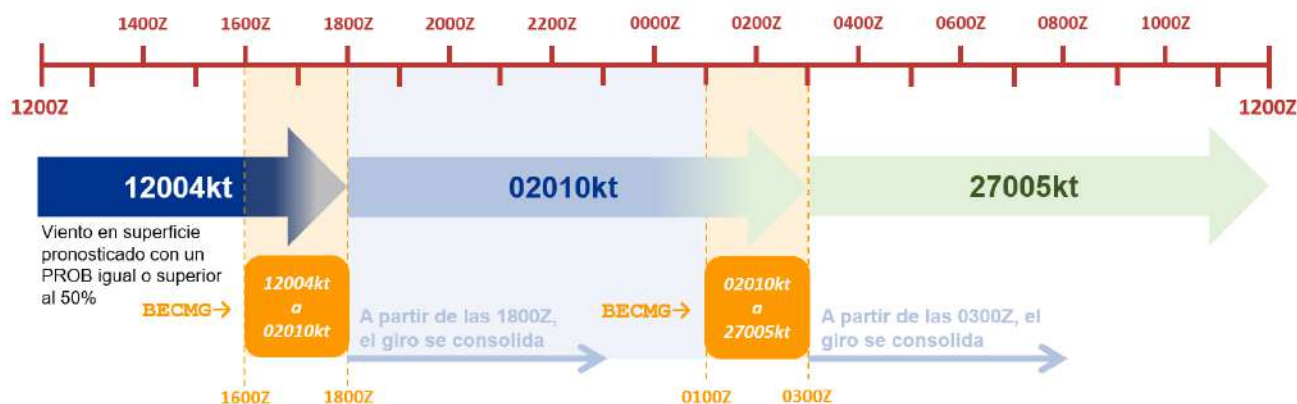 1400Z 1600Z 1800Z 2000Z 2200Z 0000Z 0200Z 0400Z 0600Z 0800Z 1000Z
1200Z 1200Z
12004kt 02010kt 27005kt
Viento en superficie
pronosticado con un
PROB igual o superior
al 50%
BECMG→
12004kt
a
02010kt
A partir de las 1800Z,
el giro se consolida
BECMG→
02010kt
a
27005kt
A partir de las 0300Z, el
giro se consolida
1600Z 1800Z 0100Z 0300Z